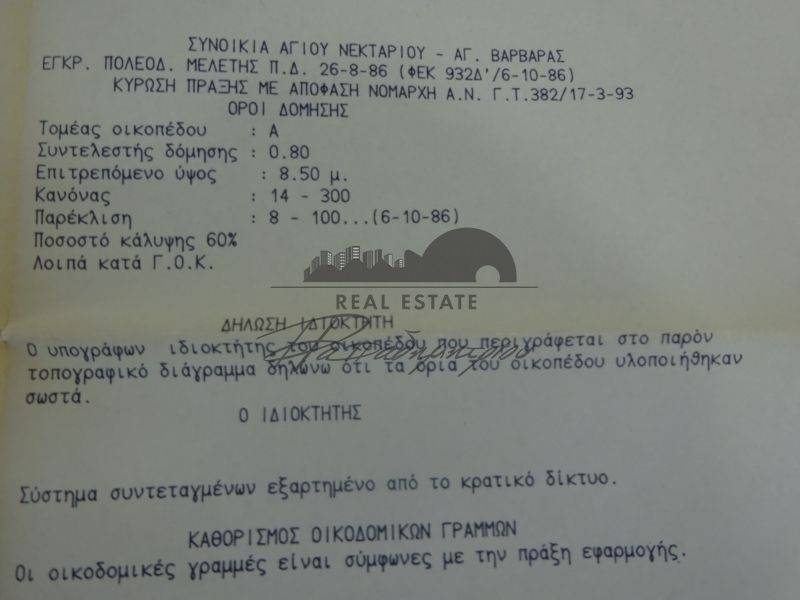 ΣΥΝΟΙΚΙΑ ΑΓΙΟΥ ΝΕΚΤΑΡΙΟΥ - ΑΓ. ΒΑΡΒΑΡΑΣ
ΕΓΚΡ. ΠΟΛΕΟΔ. ΜΕΛΕΤΗΣ Π.Δ. 26-8-86 (ΦΕΚ 932Δ'/6-10-86)
ΚΥΡΩΣΗ ΠΡΑΞΗΣ ΜΕ ΑΠΟΦΑΣΗ ΝΟΜΑΡΧΗ Α.Ν. Γ.Τ.382/17-3-93
ΟΡΟΙ ΔΟΜΗΣΗΣ
Τομέας οικοπέδου : Α
Συντελεστής δόμησης : 0.80
Επιτρεπόμενο ύψος : 8.50 μ.
Κανόνας : 14 - 300
Παρέκλιση : 8 - 100...(6-10-86)
Ποσοστό κάλυψης 60%
Λοιπά κατά Γ.Ο.Κ.
REAL ESTATE
ΔΗΛΩΣΗ ΙΔΙΟΚΤΗΤΗ
Ο υπογράφων ιδιοκτήτης του οικοπέδου που περιγράφεται στο παρόν
τοπογραφικό διάγραμμα δηλώνω ότι τα όρια του οικοπέδου υλοποιήθηκαν
σωστά.
Ο ΙΔΙΟΚΤΗΤΗΣ
Σύστημα συντεταγμένων εξαρτημένο από το κρατικό δίκτυο.
ΚΑΘΟΡΙΣΜΟΣ ΟΙΚΟΔΟΜΙΚΩΝ ΓΡΑΜΜΩΝ
Οι οικοδομικές γραμμές είναι σύμφωνες με την πράξη εφαρμογής.